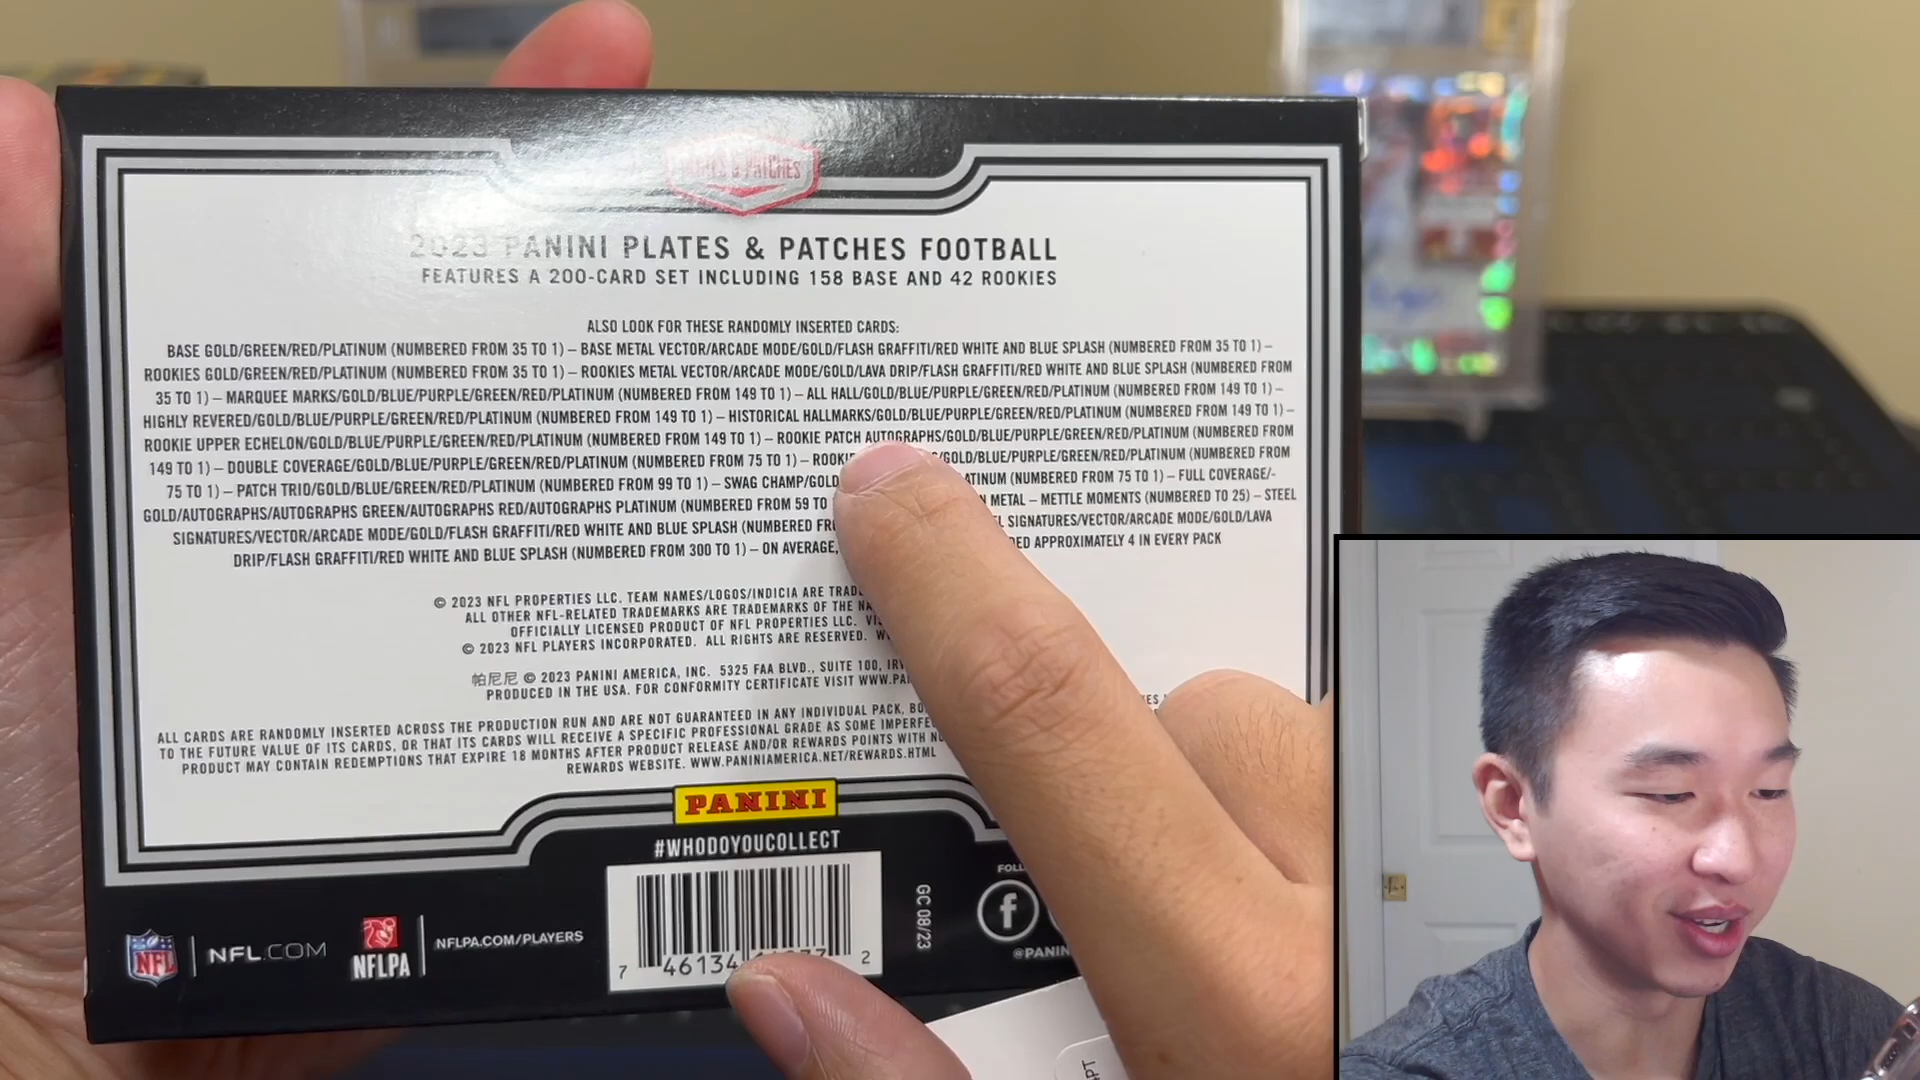 PLATES & PATCHES
2023 PANINI PLATES & PATCHES FOOTBALL
FEATURES A 200-CARD SET INCLUDING 158 BASE AND 42 ROOKIES
ALSO LOOK FOR THESE RANDOMLY INSERTED CARDS:
BASE GOLD/GREEN/RED/PLATINUM (NUMBERED FROM 35 TO 1) – BASE METAL VECTOR/ARCADE MODE/GOLD/FLASH GRAFFITI/RED WHITE AND BLUE SPLASH (NUMBERED FROM 35 TO 1) –
ROOKIES GOLD/GREEN/RED/PLATINUM (NUMBERED FROM 35 TO 1) – ROOKIES METAL VECTOR/ARCADE MODE/GOLD/LAVA DRIP/FLASH GRAFFITI/RED WHITE AND BLUE SPLASH (NUMBERED FROM
35 TO 1) – MARQUEE MARKS/GOLD/BLUE/PURPLE/GREEN/RED/PLATINUM (NUMBERED FROM 149 TO 1) – ALL HALL/GOLD/BLUE/PURPLE/GREEN/RED/PLATINUM (NUMBERED FROM 149 TO 1) –
HIGHLY REVERED/GOLD/BLUE/PURPLE/GREEN/RED/PLATINUM (NUMBERED FROM 149 TO 1) – HISTORICAL HALLMARKS/GOLD/BLUE/PURPLE/GREEN/RED/PLATINUM (NUMBERED FROM 149 TO 1) –
ROOKIE UPPER ECHELON/GOLD/BLUE/PURPLE/GREEN/RED/PLATINUM (NUMBERED FROM 149 TO 1) – ROOKIE PATCH AUTOGRAPHS/GOLD/BLUE/PURPLE/GREEN/RED/PLATINUM (NUMBERED FROM
149 TO 1) – DOUBLE COVERAGE/GOLD/BLUE/PURPLE/GREEN/RED/PLATINUM (NUMBERED FROM 75 TO 1) – /GOLD/BLUE/PURPLE/GREEN/RED/PLATINUM (NUMBERED FROM
75 TO 1) – PATCH TRIO/GOLD/BLUE/GREEN/RED/PLATINUM (NUMBERED FROM 99 TO 1) – SWAG CHAMP/GOLD (NUMBERED FROM 75 TO 1) – FULL COVERAGE/-
GOLD/AUTOGRAPHS/AUTOGRAPHS GREEN/AUTOGRAPHS RED/AUTOGRAPHS PLATINUM (NUMBERED FROM 59 TO METAL – METTLE MOMENTS (NUMBERED TO 25) – STEEL
SIGNATURES/VECTOR/ARCADE MODE/GOLD/FLASH GRAFFITI/RED WHITE AND BLUE SPLASH (NUMBERED SIGNATURES/VECTOR/ARCADE MODE/GOLD/LAVA
DRIP/FLASH GRAFFITI/RED WHITE AND BLUE SPLASH (NUMBERED FROM 300 TO 1) – ON AVERAGE, APPROXIMATELY 4 IN EVERY PACK
© 2023 NFL PROPERTIES LLC. TEAM NAMES/LOGOS/INDICIA ARE
ALL OTHER NFL-RELATED TRADEMARKS ARE TRADEMARKS OF THE
OFFICIALLY LICENSED PRODUCT OF NFL PROPERTIES LLC.
© 2023 NFL PLAYERS INCORPORATED. ALL RIGHTS ARE RESERVED.
帕尼尼 © 2023 PANINI AMERICA, INC. 5325 FAA BLVD., SUITE 100,
PRODUCED IN THE USA. FOR CONFORMITY CERTIFICATE VISIT
ALL CARDS ARE RANDOMLY INSERTED ACROSS THE PRODUCTION RUN AND ARE NOT GUARANTEED IN ANY INDIVIDUAL PACK,
TO THE FUTURE VALUE OF ITS CARDS, OR THAT ITS CARDS WILL RECEIVE A SPECIFIC PROFESSIONAL GRADE AS SOME
PRODUCT MAY CONTAIN REDEMPTIONS THAT EXPIRE 18 MONTHS AFTER PRODUCT RELEASE AND/OR REWARDS POINTS WITH
REWARDS WEBSITE. WWW.PANINIAMERICA.NET/REWARDS.HTML
PANINI
#WHODOYOUCOLLECT
NFL
NFL.COM
NFLPA
NFLPA.COM/PLAYERS
7 46134 2
GC 08/23
f